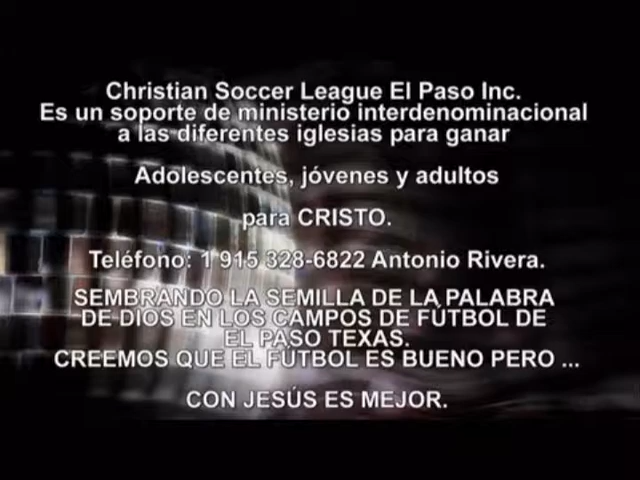 Christian Soccer League El Paso Inc.
Es un soporte de ministerio interdenominacional
a las diferentes iglesias para ganar
Adolescentes, jóvenes y adultos
para CRISTO.
Teléfono: 1 915 328-6822 Antonio Rivera.
SEMBRANDO LA SEMILLA DE LA PALABRA
DE DIOS EN LOS CAMPOS DE FÚTBOL DE
EL PASO TEXAS.
CREEMOS QUE EL FÚTBOL ES BUENO PERO ...
CON JESÚS ES MEJOR.